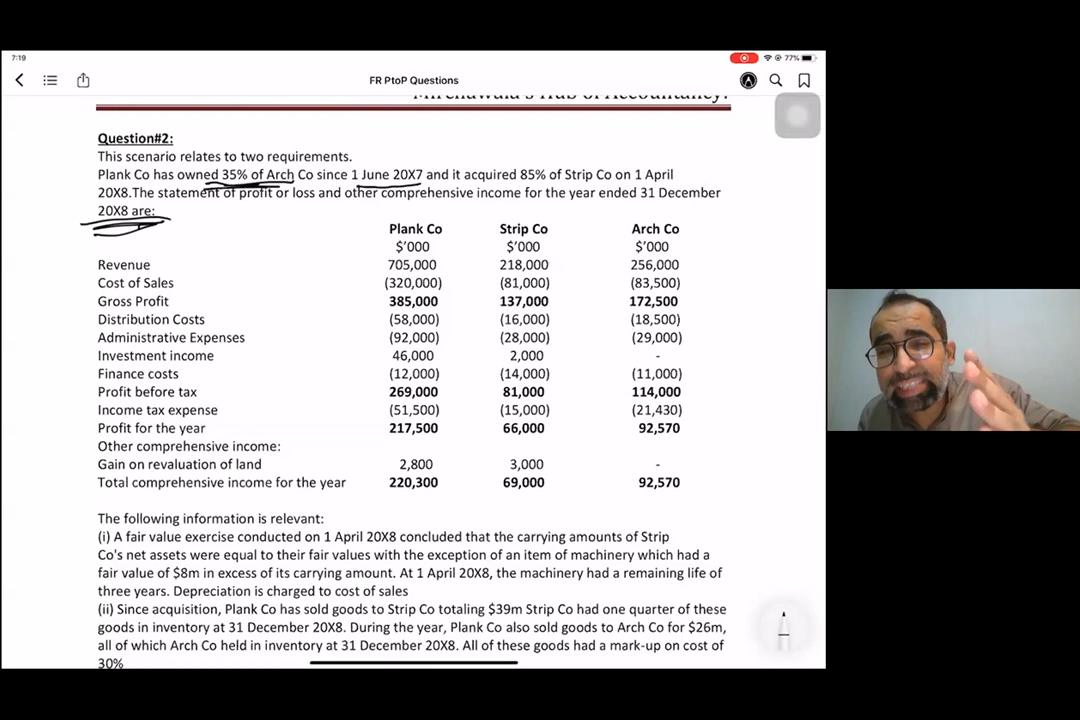 7:19
77%
FR PtoP Questions
Question#2:
This scenario relates to two requirements.
Plank Co has owned 35% of Arch Co since 1 June 20X7 and it acquired 85% of Strip Co on 1 April
20X8.The statement of profit or loss and other comprehensive income for the year ended 31 December
20X8 are:
Plank Co Strip Co Arch Co
$’000 $’000 $’000
Revenue 705,000 218,000 256,000
Cost of Sales (320,000) (81,000) (83,500)
Gross Profit 385,000 137,000 172,500
Distribution Costs (58,000) (16,000) (18,500)
Administrative Expenses (92,000) (28,000) (29,000)
Investment income 46,000 2,000 -
Finance costs (12,000) (14,000) (11,000)
Profit before tax 269,000 81,000 114,000
Income tax expense (51,500) (15,000) (21,430)
Profit for the year 217,500 66,000 92,570
Other comprehensive income:
Gain on revaluation of land 2,800 3,000 -
Total comprehensive income for the year 220,300 69,000 92,570
The following information is relevant:
(i) A fair value exercise conducted on 1 April 20X8 concluded that the carrying amounts of Strip
Co's net assets were equal to their fair values with the exception of an item of machinery which had a
fair value of $8m in excess of its carrying amount. At 1 April 20X8, the machinery had a remaining life of
three years. Depreciation is charged to cost of sales
(ii) Since acquisition, Plank Co has sold goods to Strip Co totaling $39m Strip Co had one quarter of these
goods in inventory at 31 December 20X8. During the year, Plank Co also sold goods to Arch Co for $26m,
all of which Arch Co held in inventory at 31 December 20X8. All of these goods had a mark-up on cost of
30%